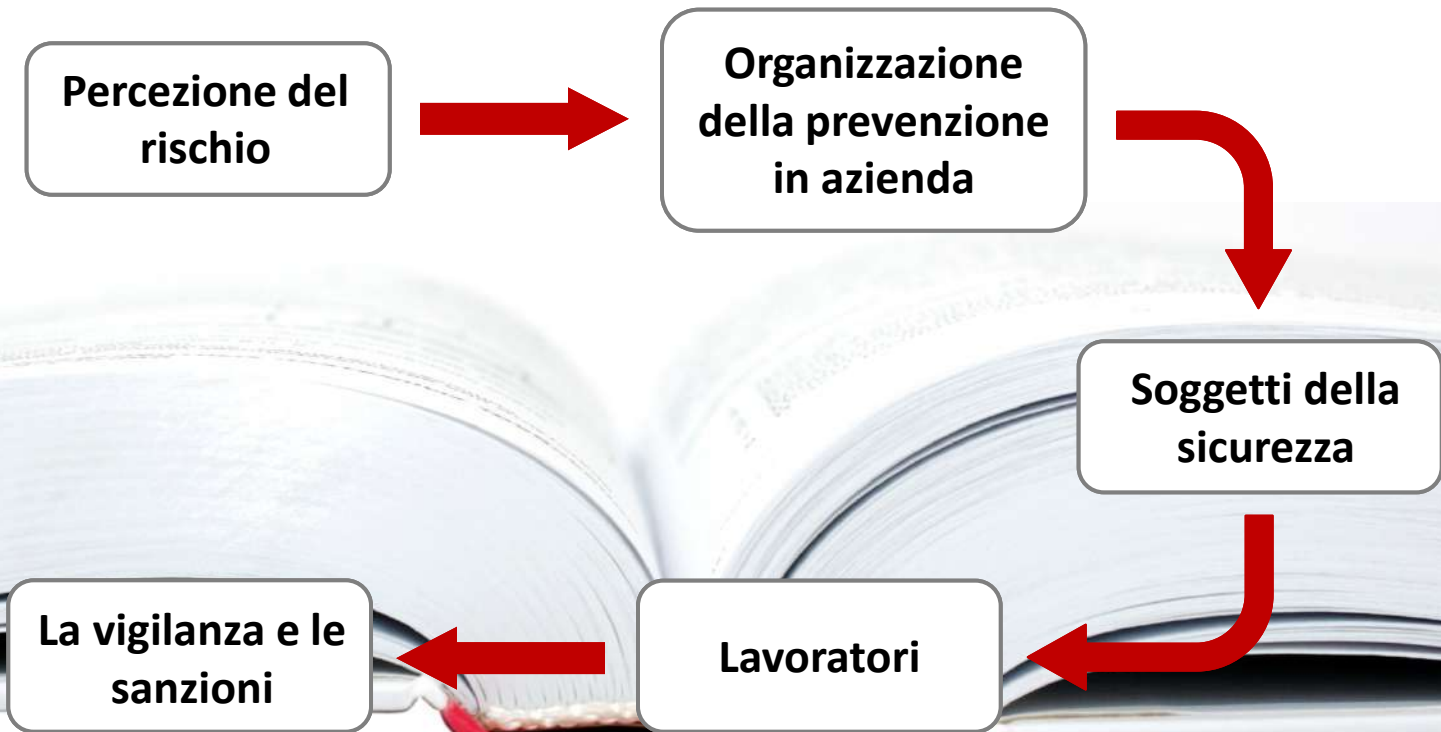 Percezione del
rischio
Organizzazione
della prevenzione
in azienda
Soggetti della
sicurezza
Lavoratori
La vigilanza e le
sanzioni